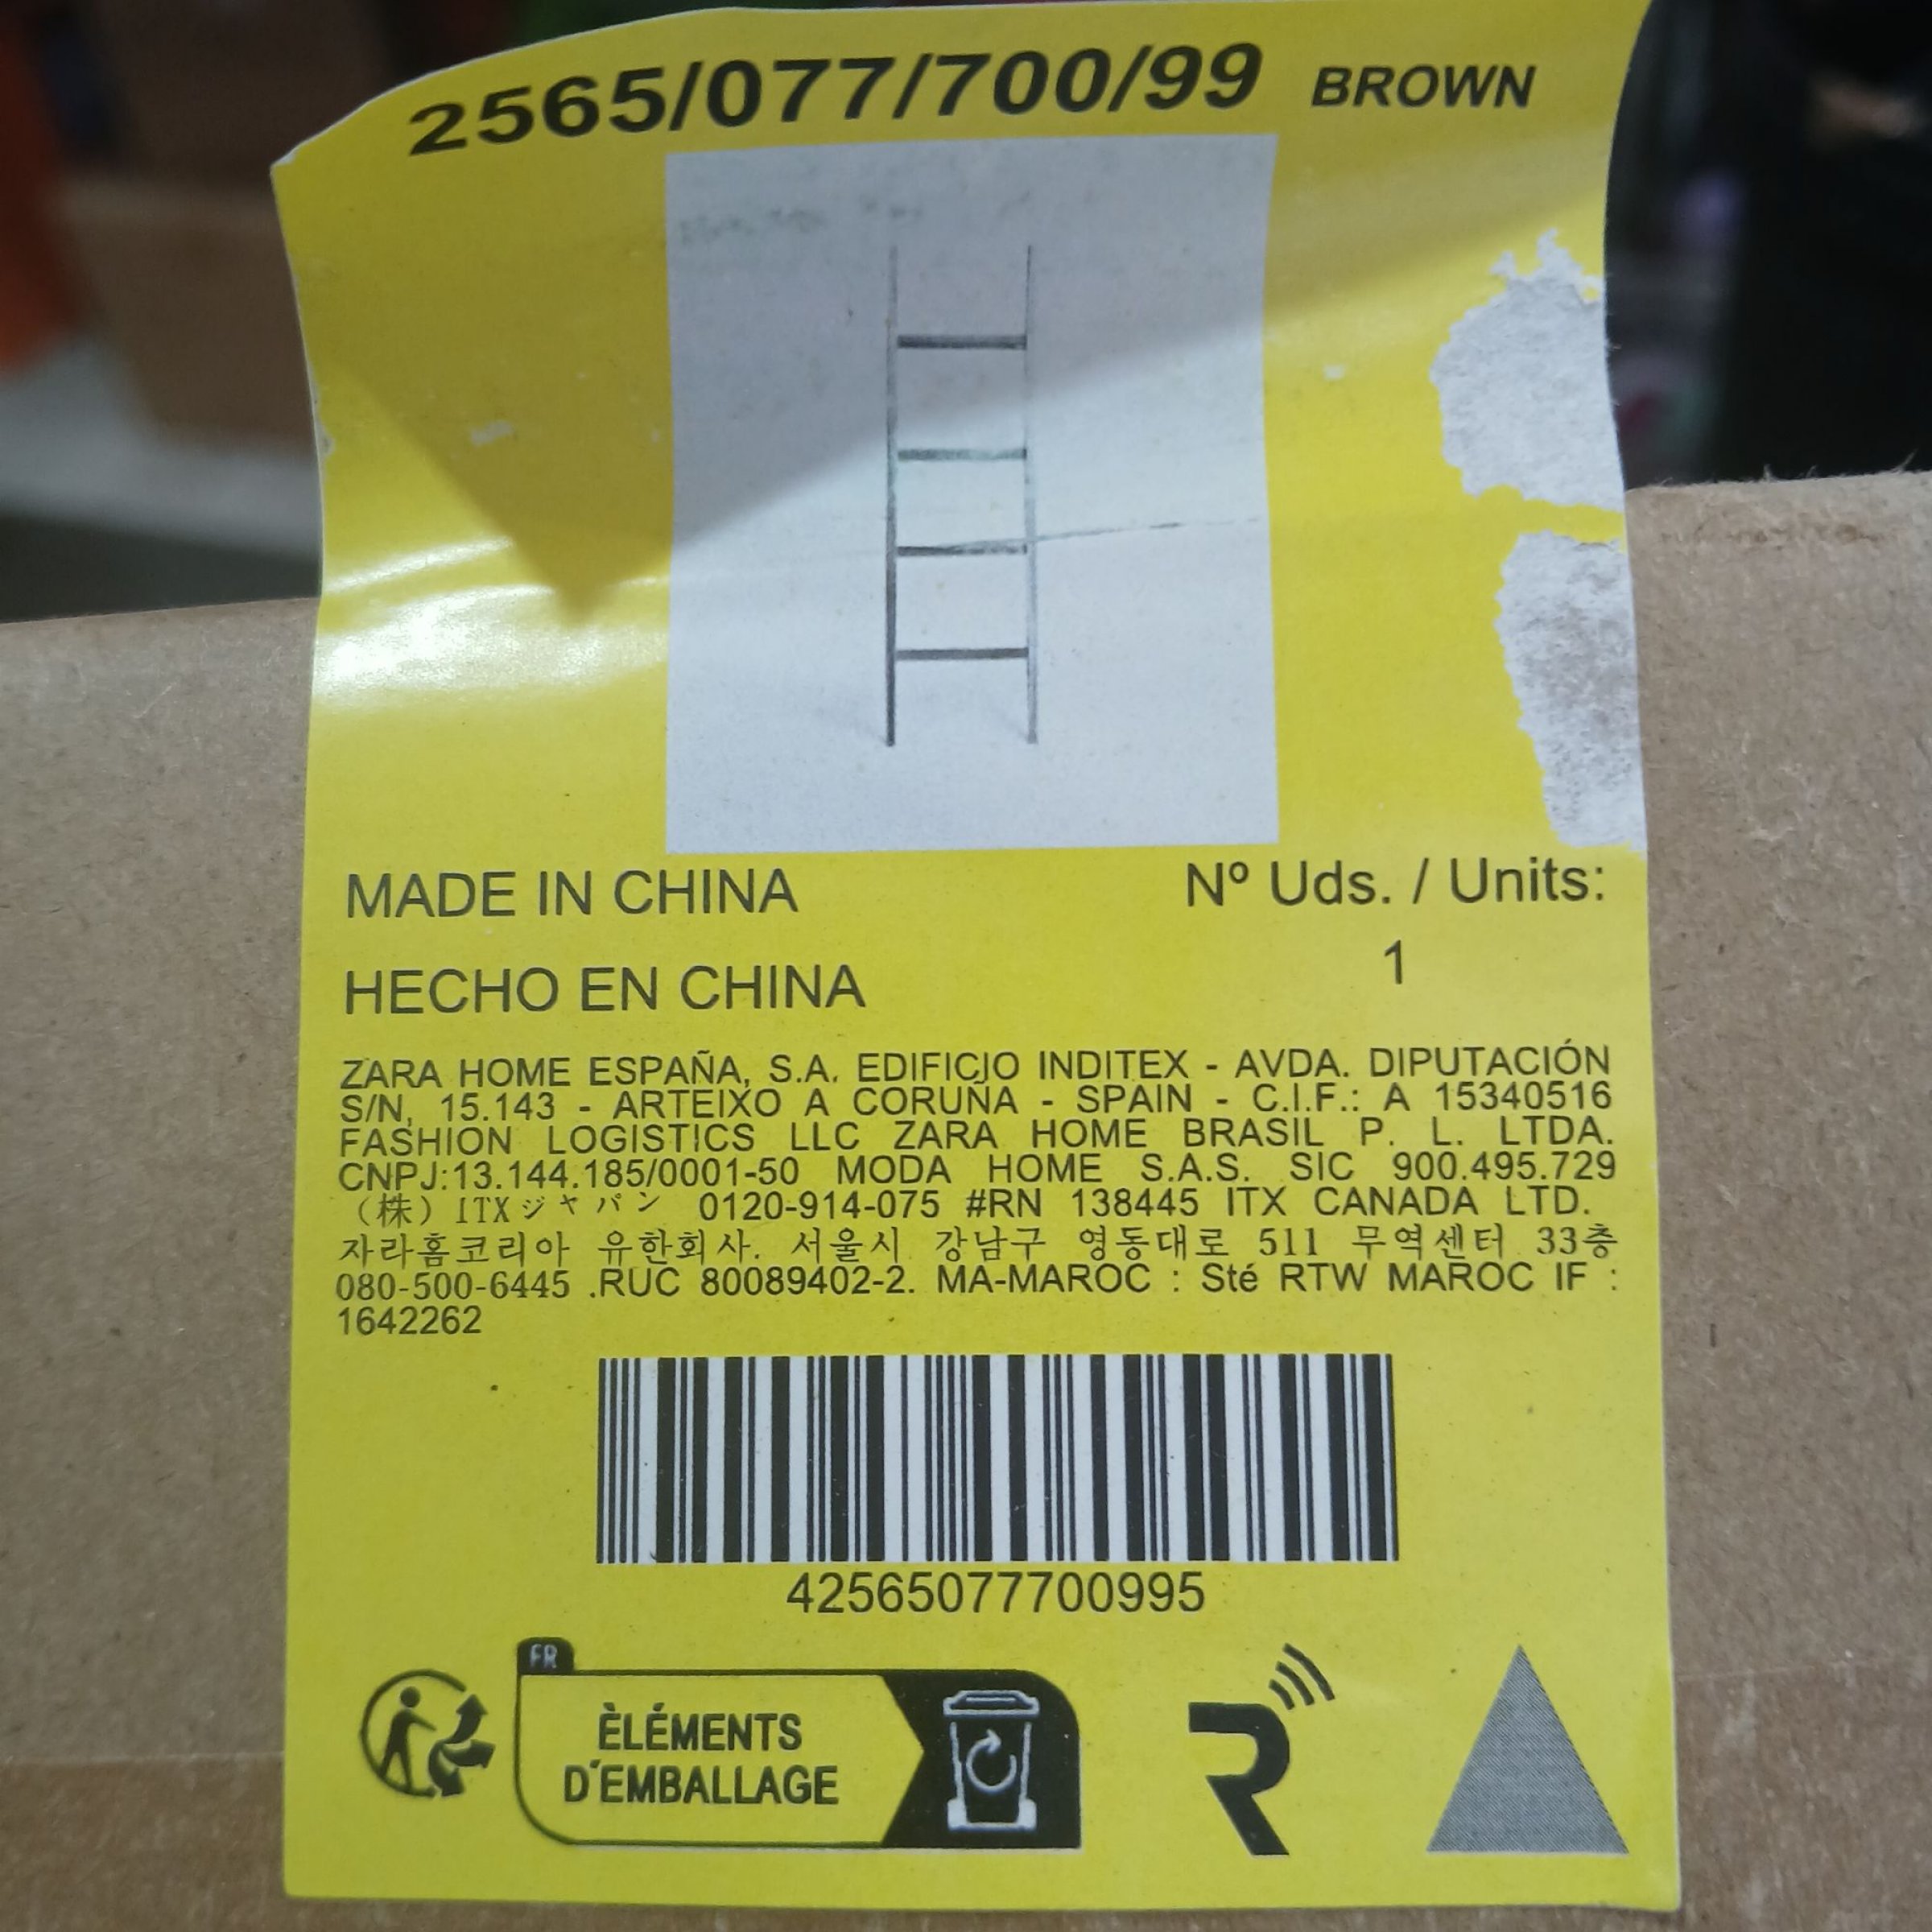 2565/077/700/99 BROWN
MADE IN CHINA
Nº Uds. / Units:
1
HECHO EN CHINA
ZARA HOME ESPAÑA, S.A. EDIFICIO INDITEX - AVDA. DIPUTACIÓN
S/N, 15.143 - ARTEIXO A CORUÑA - SPAIN - C.I.F.: A 15340516
FASHION LOGISTICS LLC ZARA HOME BRASIL P. L. LTDA.
CNPJ:13.144.185/0001-50 MODA HOME S.A.S. SIC 900.495.729
（株）ITXジャパン 0120-914-075 #RN 138445 ITX CANADA LTD.
자라홈코리아 유한회사. 서울시 강남구 영동대로 511 무역센터 33층
080-500-6445 .RUC 80089402-2. MA-MAROC : Sté RTW MAROC IF :
1642262
42565077700995
FR
ÈLÉMENTS
D'EMBALLAGE
R